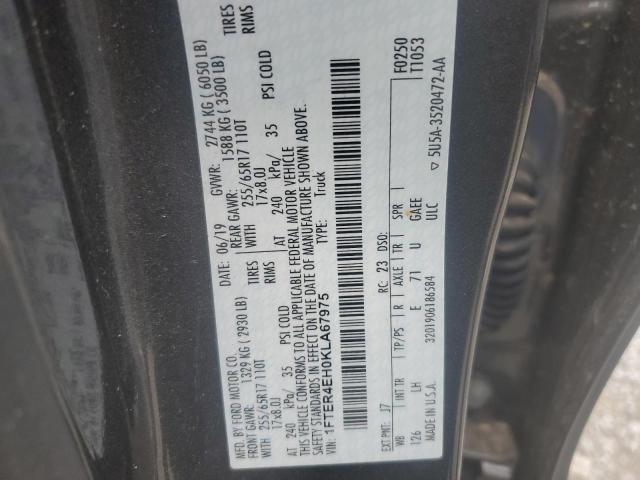 MFD. BY FORD MOTOR CO.
DATE: 06/19 GVWR: 2744 KG ( 6050 LB)
FRONT GAWR: 1329 KG ( 2930 LB) REAR GAWR: 1588 KG ( 3500 LB)
WITH 255/65R17 110T TIRES WITH 255/65R17 110T TIRES
17x8.0J RIMS 17x8.0J RIMS
AT 240 kPa/ 35 PSI COLD AT 240 kPa/ 35 PSI COLD
THIS VEHICLE CONFORMS TO ALL APPLICABLE FEDERAL MOTOR VEHICLE
SAFETY STANDARDS IN EFFECT ON THE DATE OF MANUFACTURE SHOWN ABOVE.
VIN: 1FTER4EH0KLA67975 TYPE: Truck
F0250
T1053
EXT PNT: J7 RC: 23 DSO:
WB INT TR TP/PS R AXLE TR SPR
126 LH E 71 U GAEE
ULC
MADE IN U.S.A. 3201906186584
▽ 5U5A-3520472-AA